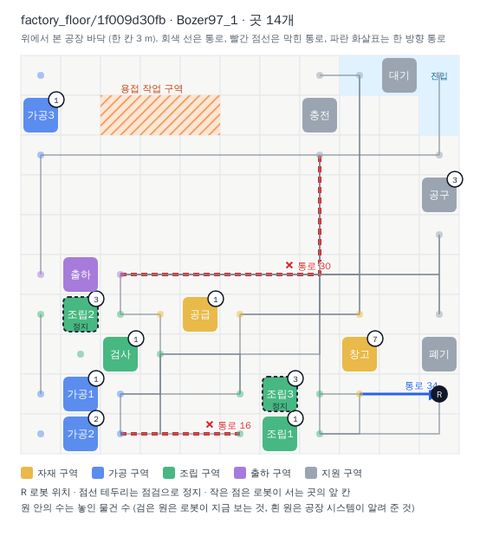 factory_floor/1f009d30fb · Bozer97_1 · 곳 14개
위에서 본 공장 바닥 (한 칸 3 m). 회색 선은 통로, 빨간 점선은 막힌 통로, 파란 화살표는 한 방향 통로
대기
전입
용접 작업 구역
가공3
1
충전
공구
3
출하
✖ 통로 30
조립2
3
정지
공급
1
검사
1
창고
7
폐기
가공1
1
조립3
3
정지
통로 34
R
가공2
2
✖ 통로 16
조립1
1
자재 구역
가공 구역
조립 구역
출하 구역
지원 구역
R 로봇 위치 · 점선 테두리는 점검으로 정지 · 작은 점은 로봇이 서는 곳의 앞 칸
원 안의 수는 놓인 물건 수 (검은 원은 로봇이 지금 보는 것, 흰 원은 공장 시스템이 알려 준 것)